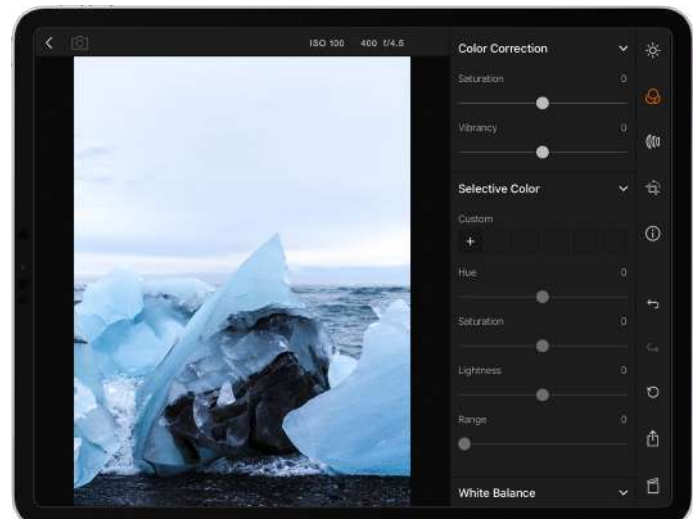 ISO 100 400 f/4.5
Color Correction
Saturation 0
Vibrancy 0
Selective Color
Custom
+
Hue 0
Saturation 0
Lightness 0
Range 0
White Balance